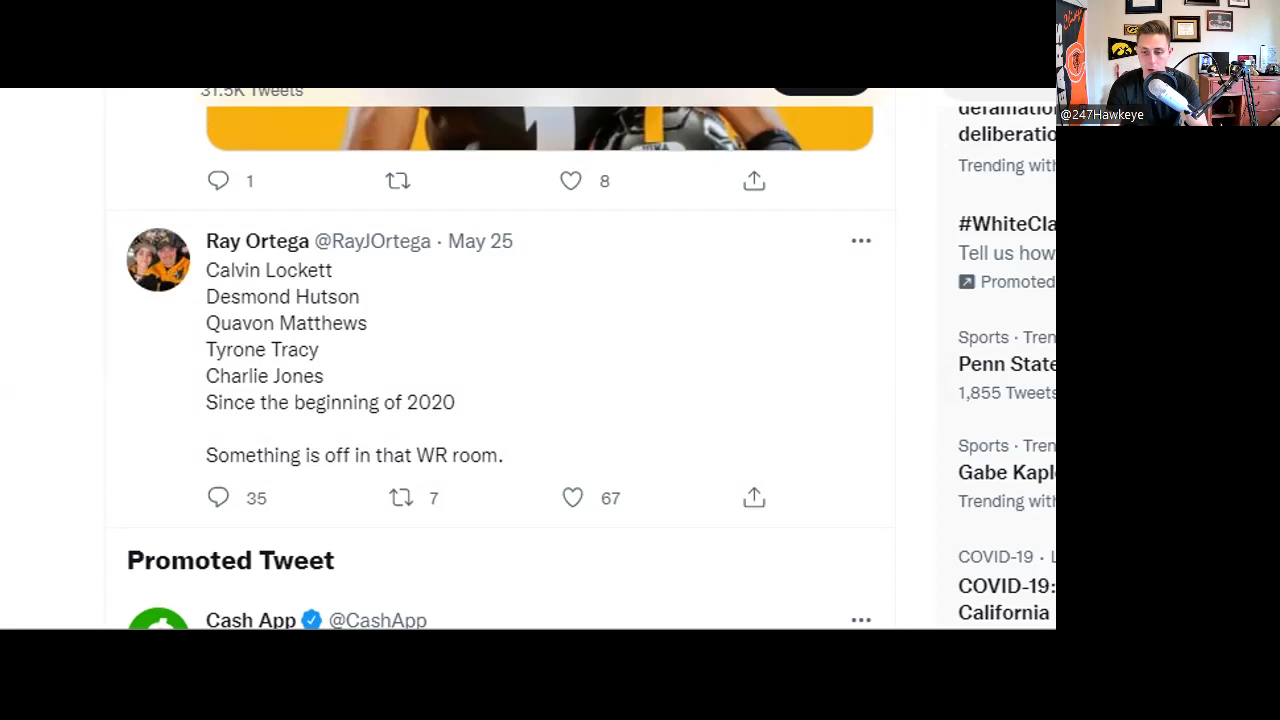 31.5K Tweets
1
8
Ray Ortega @RayJOrtega · May 25
Calvin Lockett
Desmond Hutson
Quavon Matthews
Tyrone Tracy
Charlie Jones
Since the beginning of 2020
Something is off in that WR room.
35
7
67
Promoted Tweet
Cash App @CashApp
@247Hawkeye
defamation
deliberatio
Trending with
#WhiteCla
Tell us how
Promoted
Sports · Tren
Penn State
1,855 Tweets
Sports · Tren
Gabe Kapl
Trending with
COVID-19 · L
COVID-19:
California